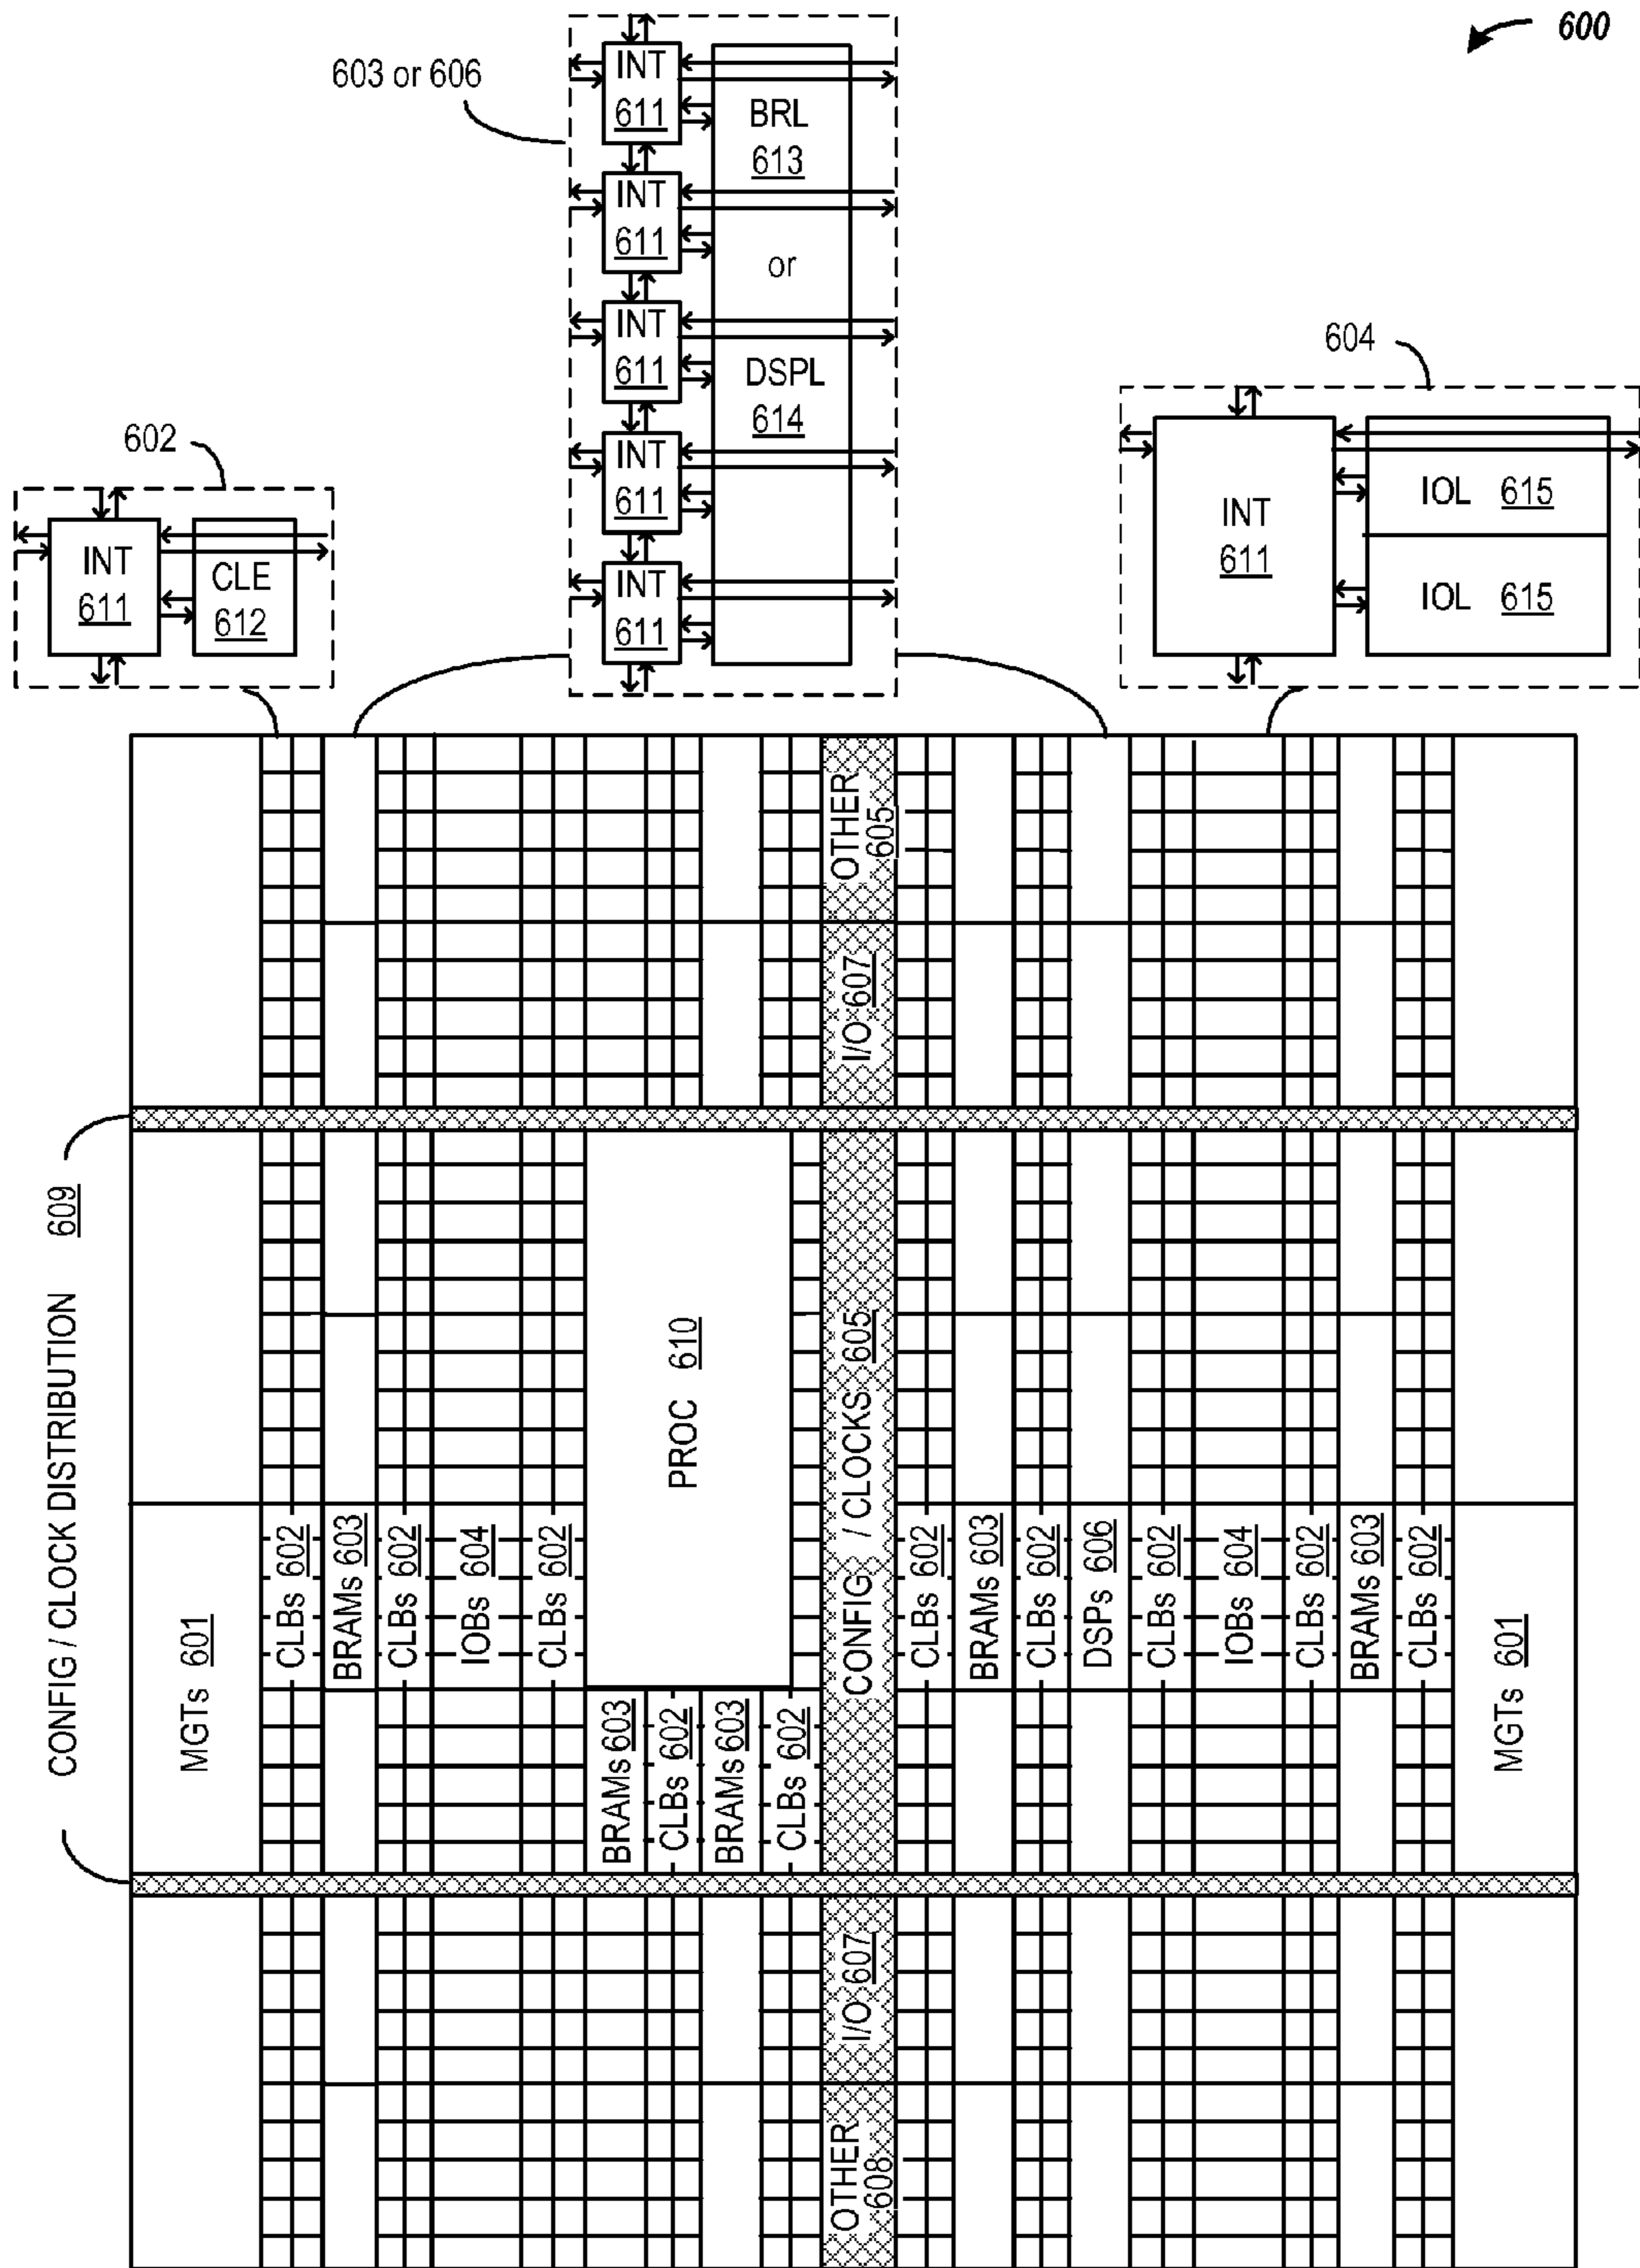 600
603 or 606
INT
611
INT
611
INT
611
INT
611
INT
611
BRL
613
or
DSPL
614
604
INT
611
IOL 615
IOL 615
602
INT
611
CLE
612
OTHER
605
I/O 607
CONFIG / CLOCK DISTRIBUTION 609
PROC 610
CONFIG / CLOCKS 605
MGTs 601
CLBs 602
BRAMs 603
CLBs 602
IOBs 604
CLBs 602
BRAMs 603
CLBs 602
BRAMs 603
CLBs 602
CLBs 602
BRAMs 603
CLBs 602
DSPs 606
CLBs 602
IOBs 604
CLBs 602
BRAMs 603
CLBs 602
MGTs 601
I/O 607
OTHER
608